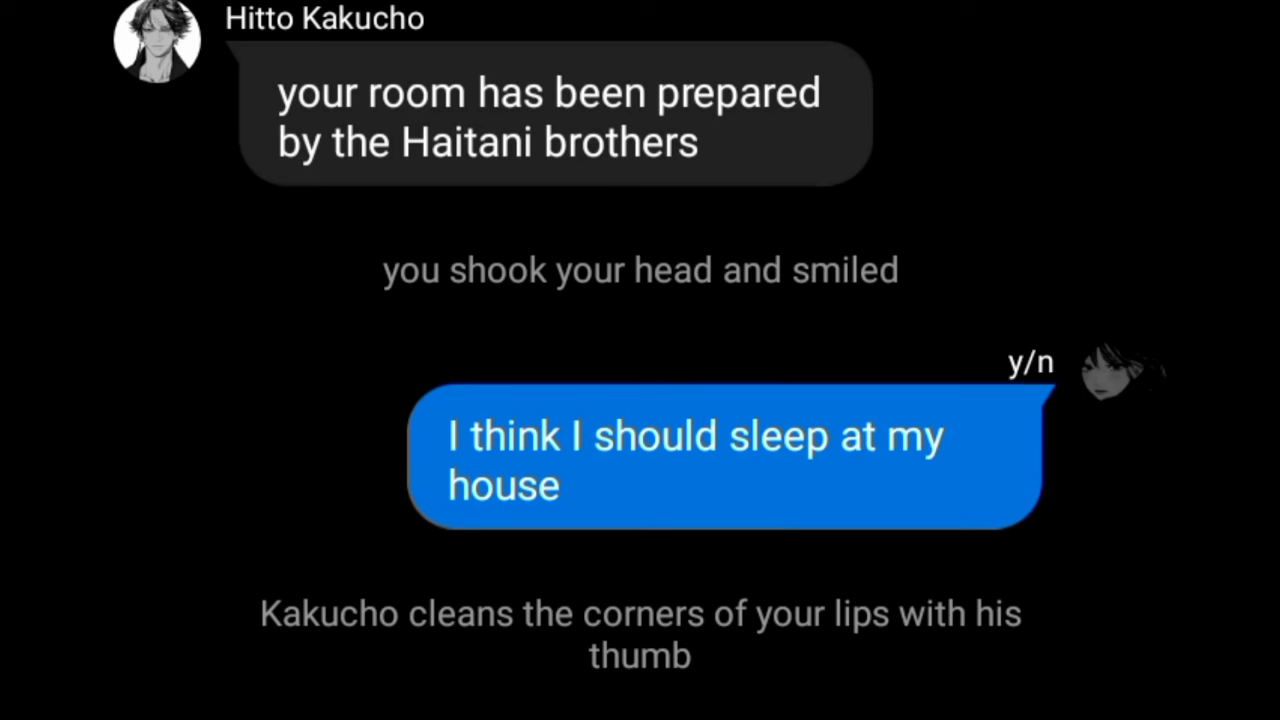 Hitto Kakucho
your room has been prepared
by the Haitani brothers
you shook your head and smiled
y/n
I think I should sleep at my
house
Kakucho cleans the corners of your lips with his
thumb